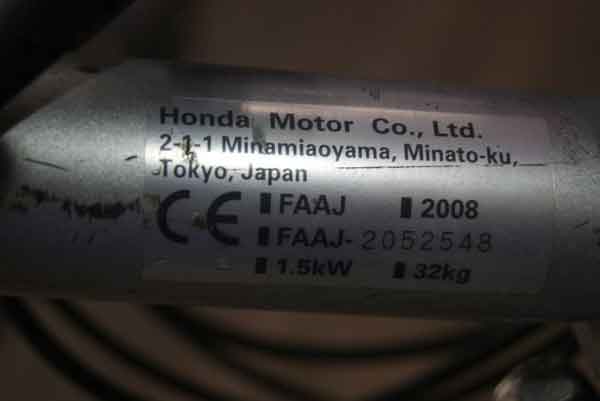 Honda Motor Co., Ltd.
2-1-1 Minamiaoyama, Minato-ku,
Tokyo, Japan
CE FAAJ 2008
FAAJ-2052548
1.5kW 32kg